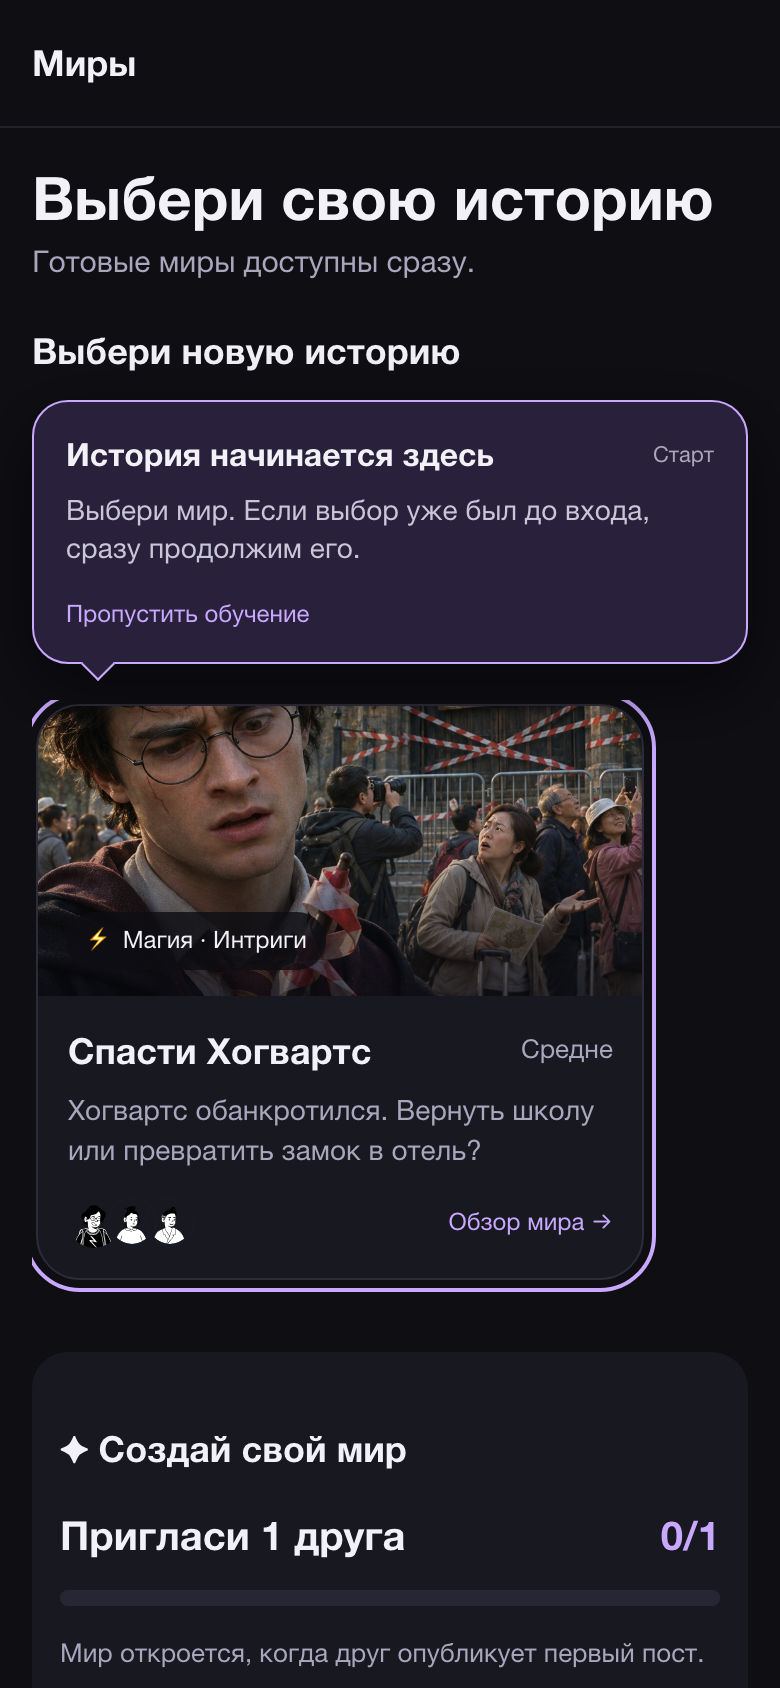 Миры
Выбери свою историю
Готовые миры доступны сразу.
Выбери новую историю
История начинается здесь
Старт
Выбери мир. Если выбор уже был до входа,
сразу продолжим его.
Пропустить обучение
⚡ Магия · Интриги
Спасти Хогвартс
Средне
Хогвартс обанкротился. Вернуть школу
или превратить замок в отель?
Обзор мира →
✦ Создай свой мир
Пригласи 1 друга
0/1
Мир откроется, когда друг опубликует первый пост.